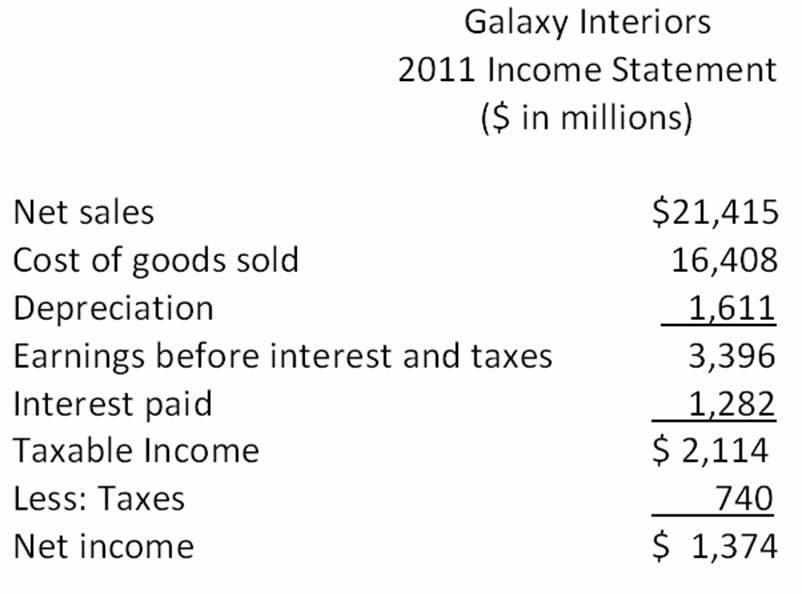 Galaxy Interiors
2011 Income Statement
($ in millions)
Net sales $21,415
Cost of goods sold 16,408
Depreciation 1,611
Earnings before interest and taxes 3,396
Interest paid 1,282
Taxable Income $ 2,114
Less: Taxes 740
Net income $ 1,374